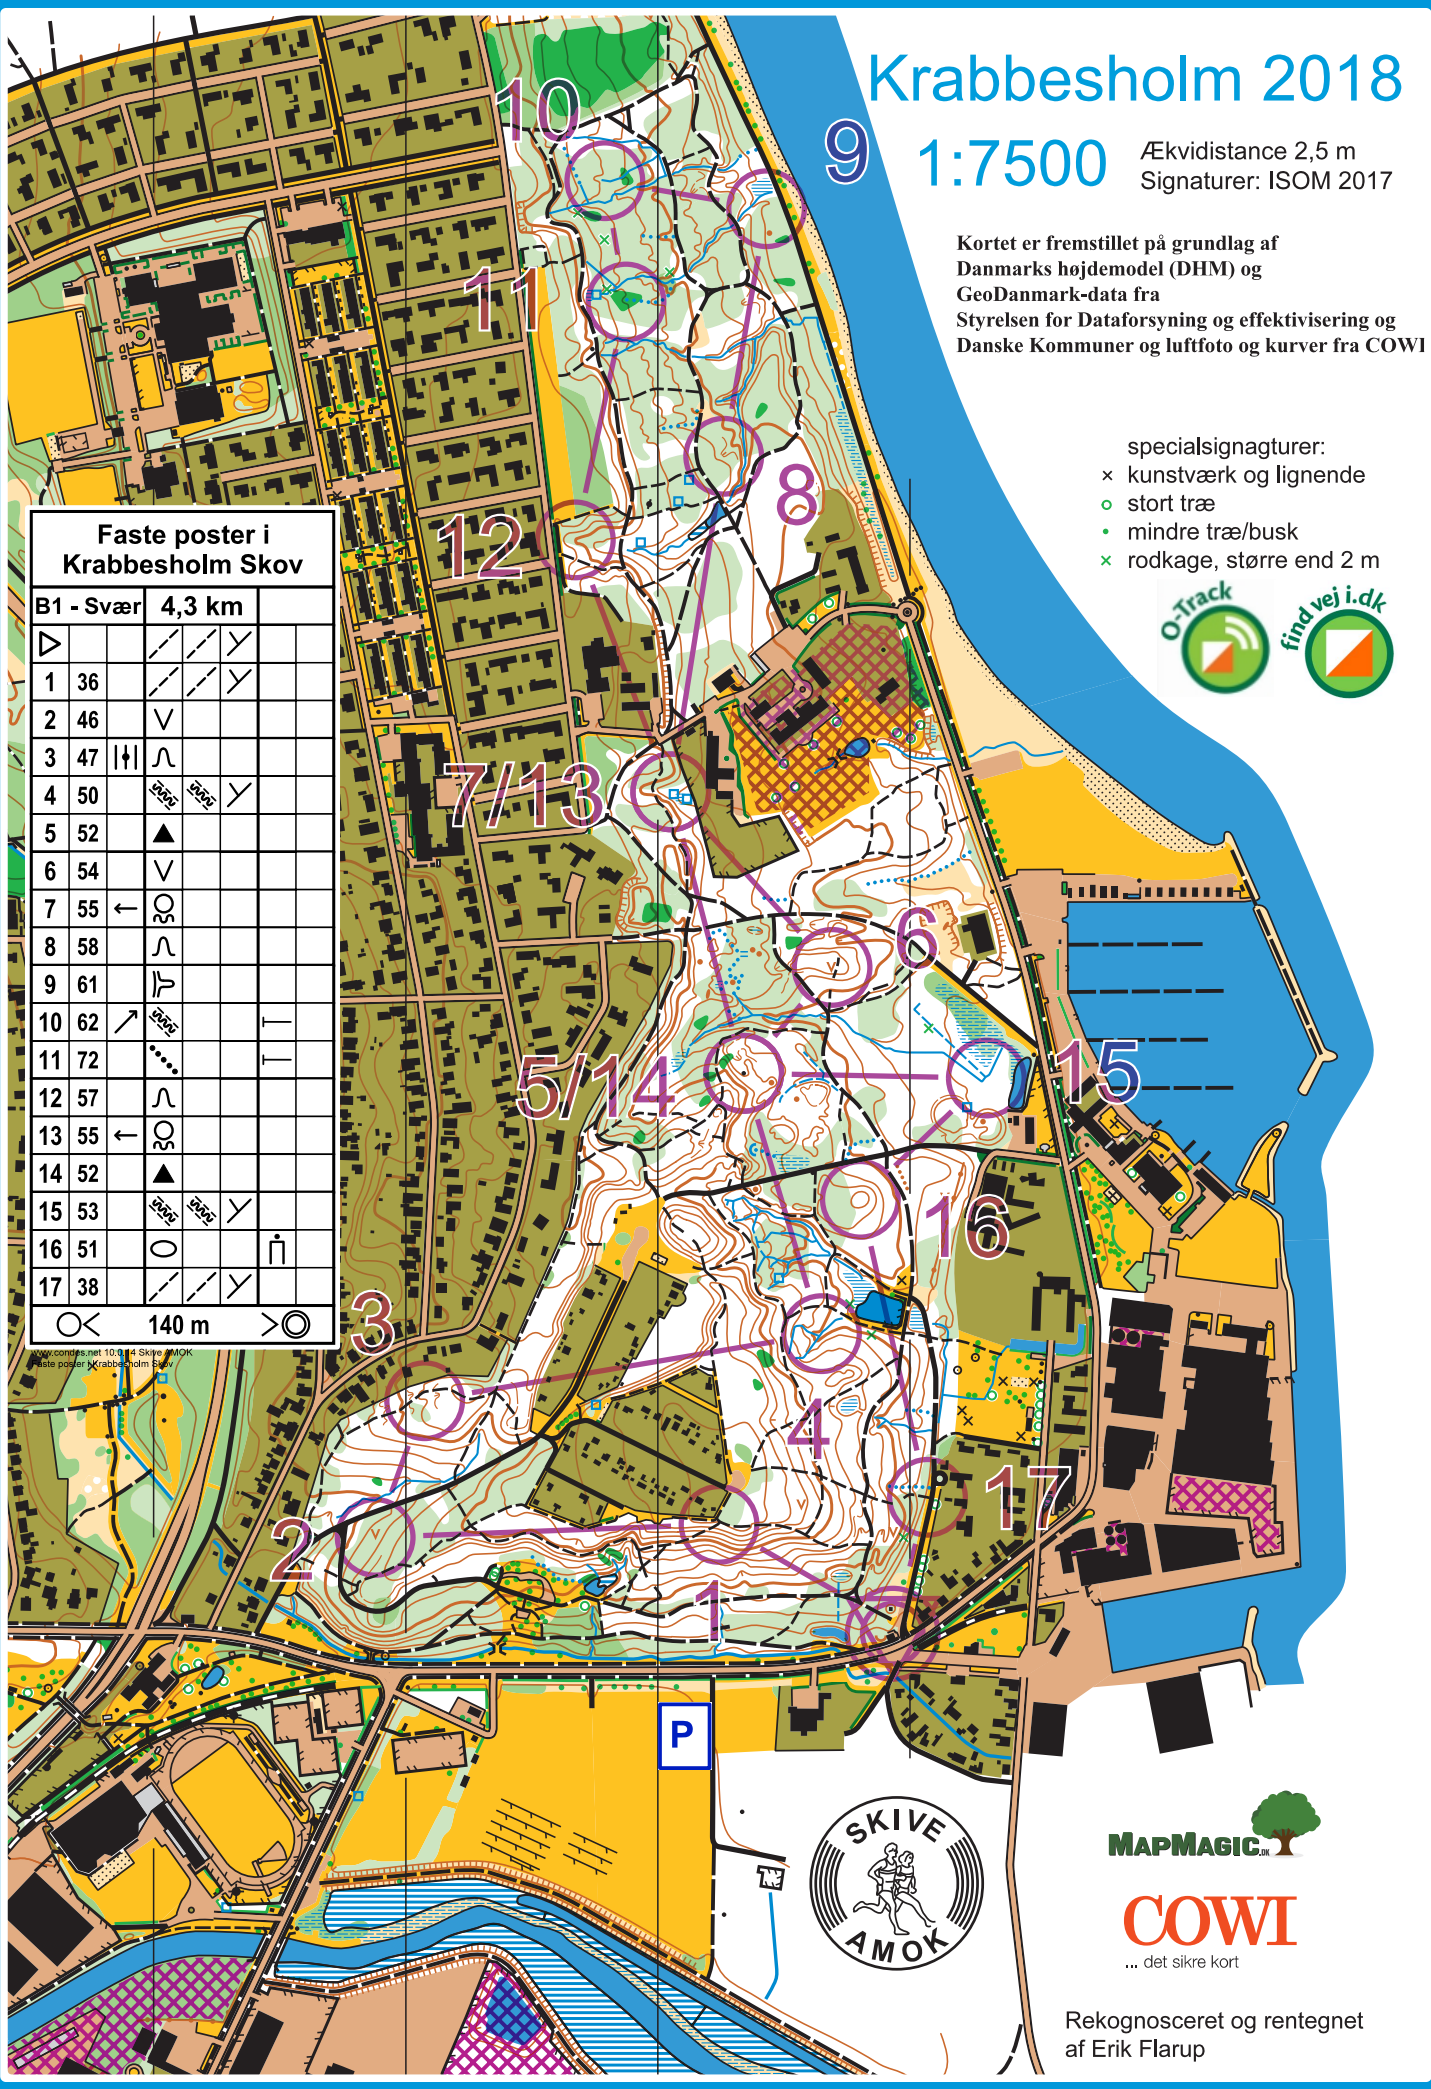 Krabbesholm 2018
1:7500
Ækvidistance 2,5 m
Signaturer: ISOM 2017
Kortet er fremstillet på grundlag af
Danmarks højdemodel (DHM) og
GeoDanmark-data fra
Styrelsen for Dataforsyning og effektivisering og
Danske Kommuner og luftfoto og kurver fra COWI
specialsignagturer:
× kunstværk og lignende
stort træ
mindre træ/busk
× rodkage, større end 2 m
O-Track
find vej i.dk
10
9
11
8
12
7/13
6
5/14
15
16
3
4
17
2
1
Faste poster i
Krabbesholm Skov
B1 - Svær 4,3 km
1 36
2 46
3 47
4 50
5 52
6 54
7 55
8 58
9 61
10 62
11 72
12 57
13 55
14 52
15 53
16 51
17 38
140 m
Faste poster i Krabbesholm Skov
P
SKIVE
AMOK
MAPMAGIC.DK
COWI
... det sikre kort
Rekognosceret og rentegnet
af Erik Flarup